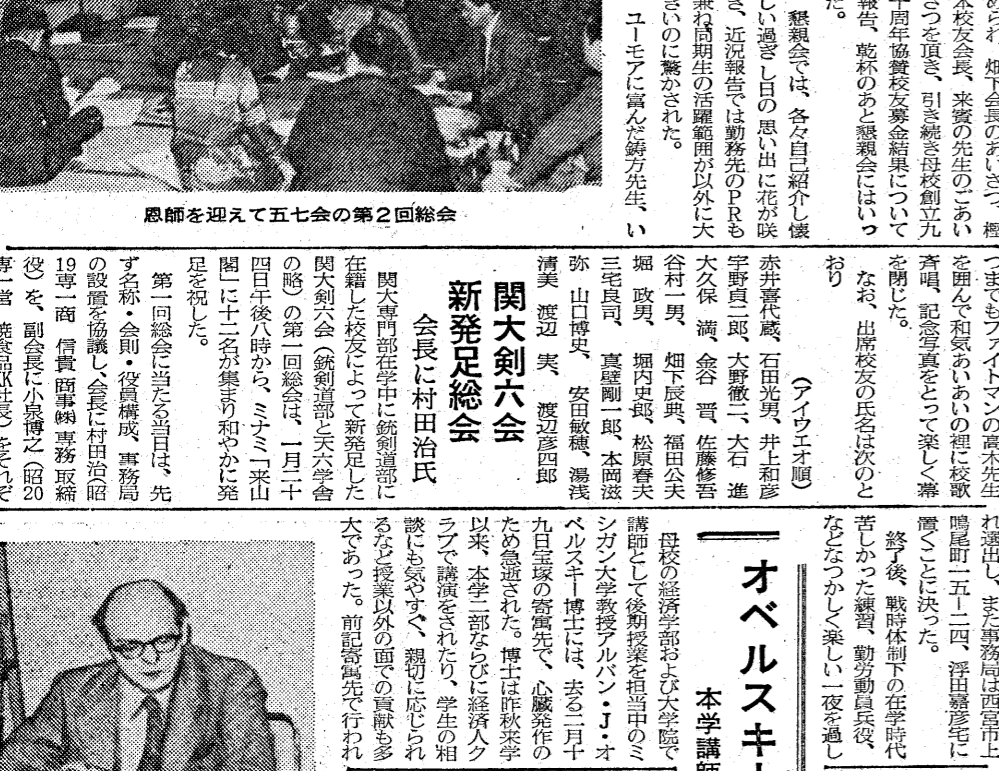 められ、畑下会長のあいさつ、樫
本校友会長、来賓の先生のごあい
さつを頂き、引き続き母校創立九
十周年協賛校友募金結果について
報告、乾杯のあと懇親会にはいっ
た。
懇親会では、各々自己紹介し懐
しい過ぎし日の思い出に花が咲
き、近況報告では勤務先のPRも
兼ね同期生の活躍範囲が以外に大
きいのに驚かされた。
ユーモアに富んだ鋳方先生、い
恩師を迎えて五七会の第2回総会
つまでもファイトマンの高木先生
を囲んで和気あいあいの裡に校歌
斉唱、記念写真をとって楽しく幕
を閉じた。
なお、出席校友の氏名は次のと
おり
(アイウエオ順)
赤井喜代蔵、石田光男、井上和彦
宇野貞二郎、大野徹二、大石 進
大久保 満、金谷 晋、佐藤修吾
谷村一男、 畑下辰典、福田公夫
堀 政男、 堀内史郎、松原春夫
三宅良司、 真壁剛一郎、本岡滋
弥 山口博史、 安田敏穂、湯浅
清美 渡辺 実、 渡辺彦四郎
関大剣六会
新発足総会
会長に村田治氏
関大専門部在学中に銃剣道部に
在籍した校友によって新発足した
関大剣六会(銃剣道部と天六学舎
の略)の第一回総会は、一月二十
四日午後八時から、ミナミ「来山
閣」に十二名が集まり和やかに発
足を祝した。
第一回総会に当たる当日は、先
ず名称・会則・役員構成、事務局
の設置を協議し、会長に村田治(昭
19専一商 信貴商事㈱専務取締
役)を、副会長に小泉博之(昭20
専一営 焼食品KK社長)をそれぞ
れ選出し、また事務局は西宮市上
鳴尾町一五ー二四、浮田嘉彦宅に
置くことに決った。
終了後、戦時体制下の在学時代
苦しかった練習、勤労動員兵役、
などなつかしく楽しい一夜を過し
オベルスキー
本学講師
母校の経済学部および大学院で
講師として後期授業を担当中のミ
シガン大学教授アルバン・J・オ
ベルスキー博士には、去る二月十
九日宝塚の寄寓先で、心臓発作の
ため急逝された。博士は昨秋来学
以来、本学二部ならびに経済人ク
ラブで講演をされたり、学生の相
談にも気やすく、親切に応じられ
るなど授業以外の面での貢献も多
大であった。前記寄寓先で行われ